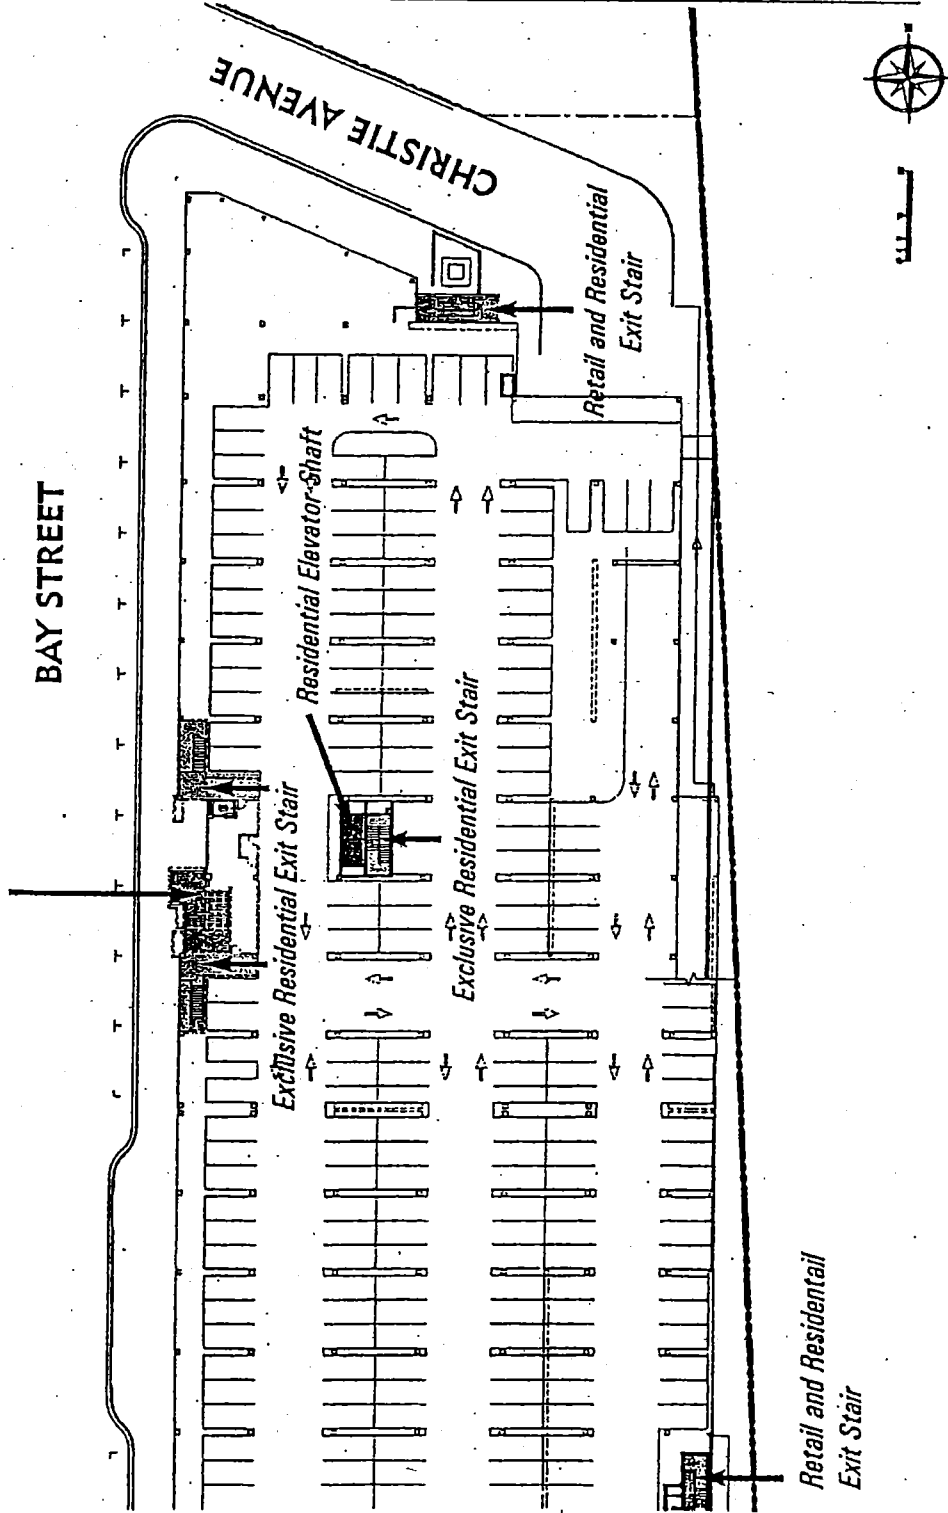 CHRISTIE AVENUE
BAY STREET
Retail and Residential
Exit Stair
Residential Elevator Shaft
Exclusive Residential Exit Stair
Exclusive Residential Exit Stair
Retail and Residentail
Exit Stair